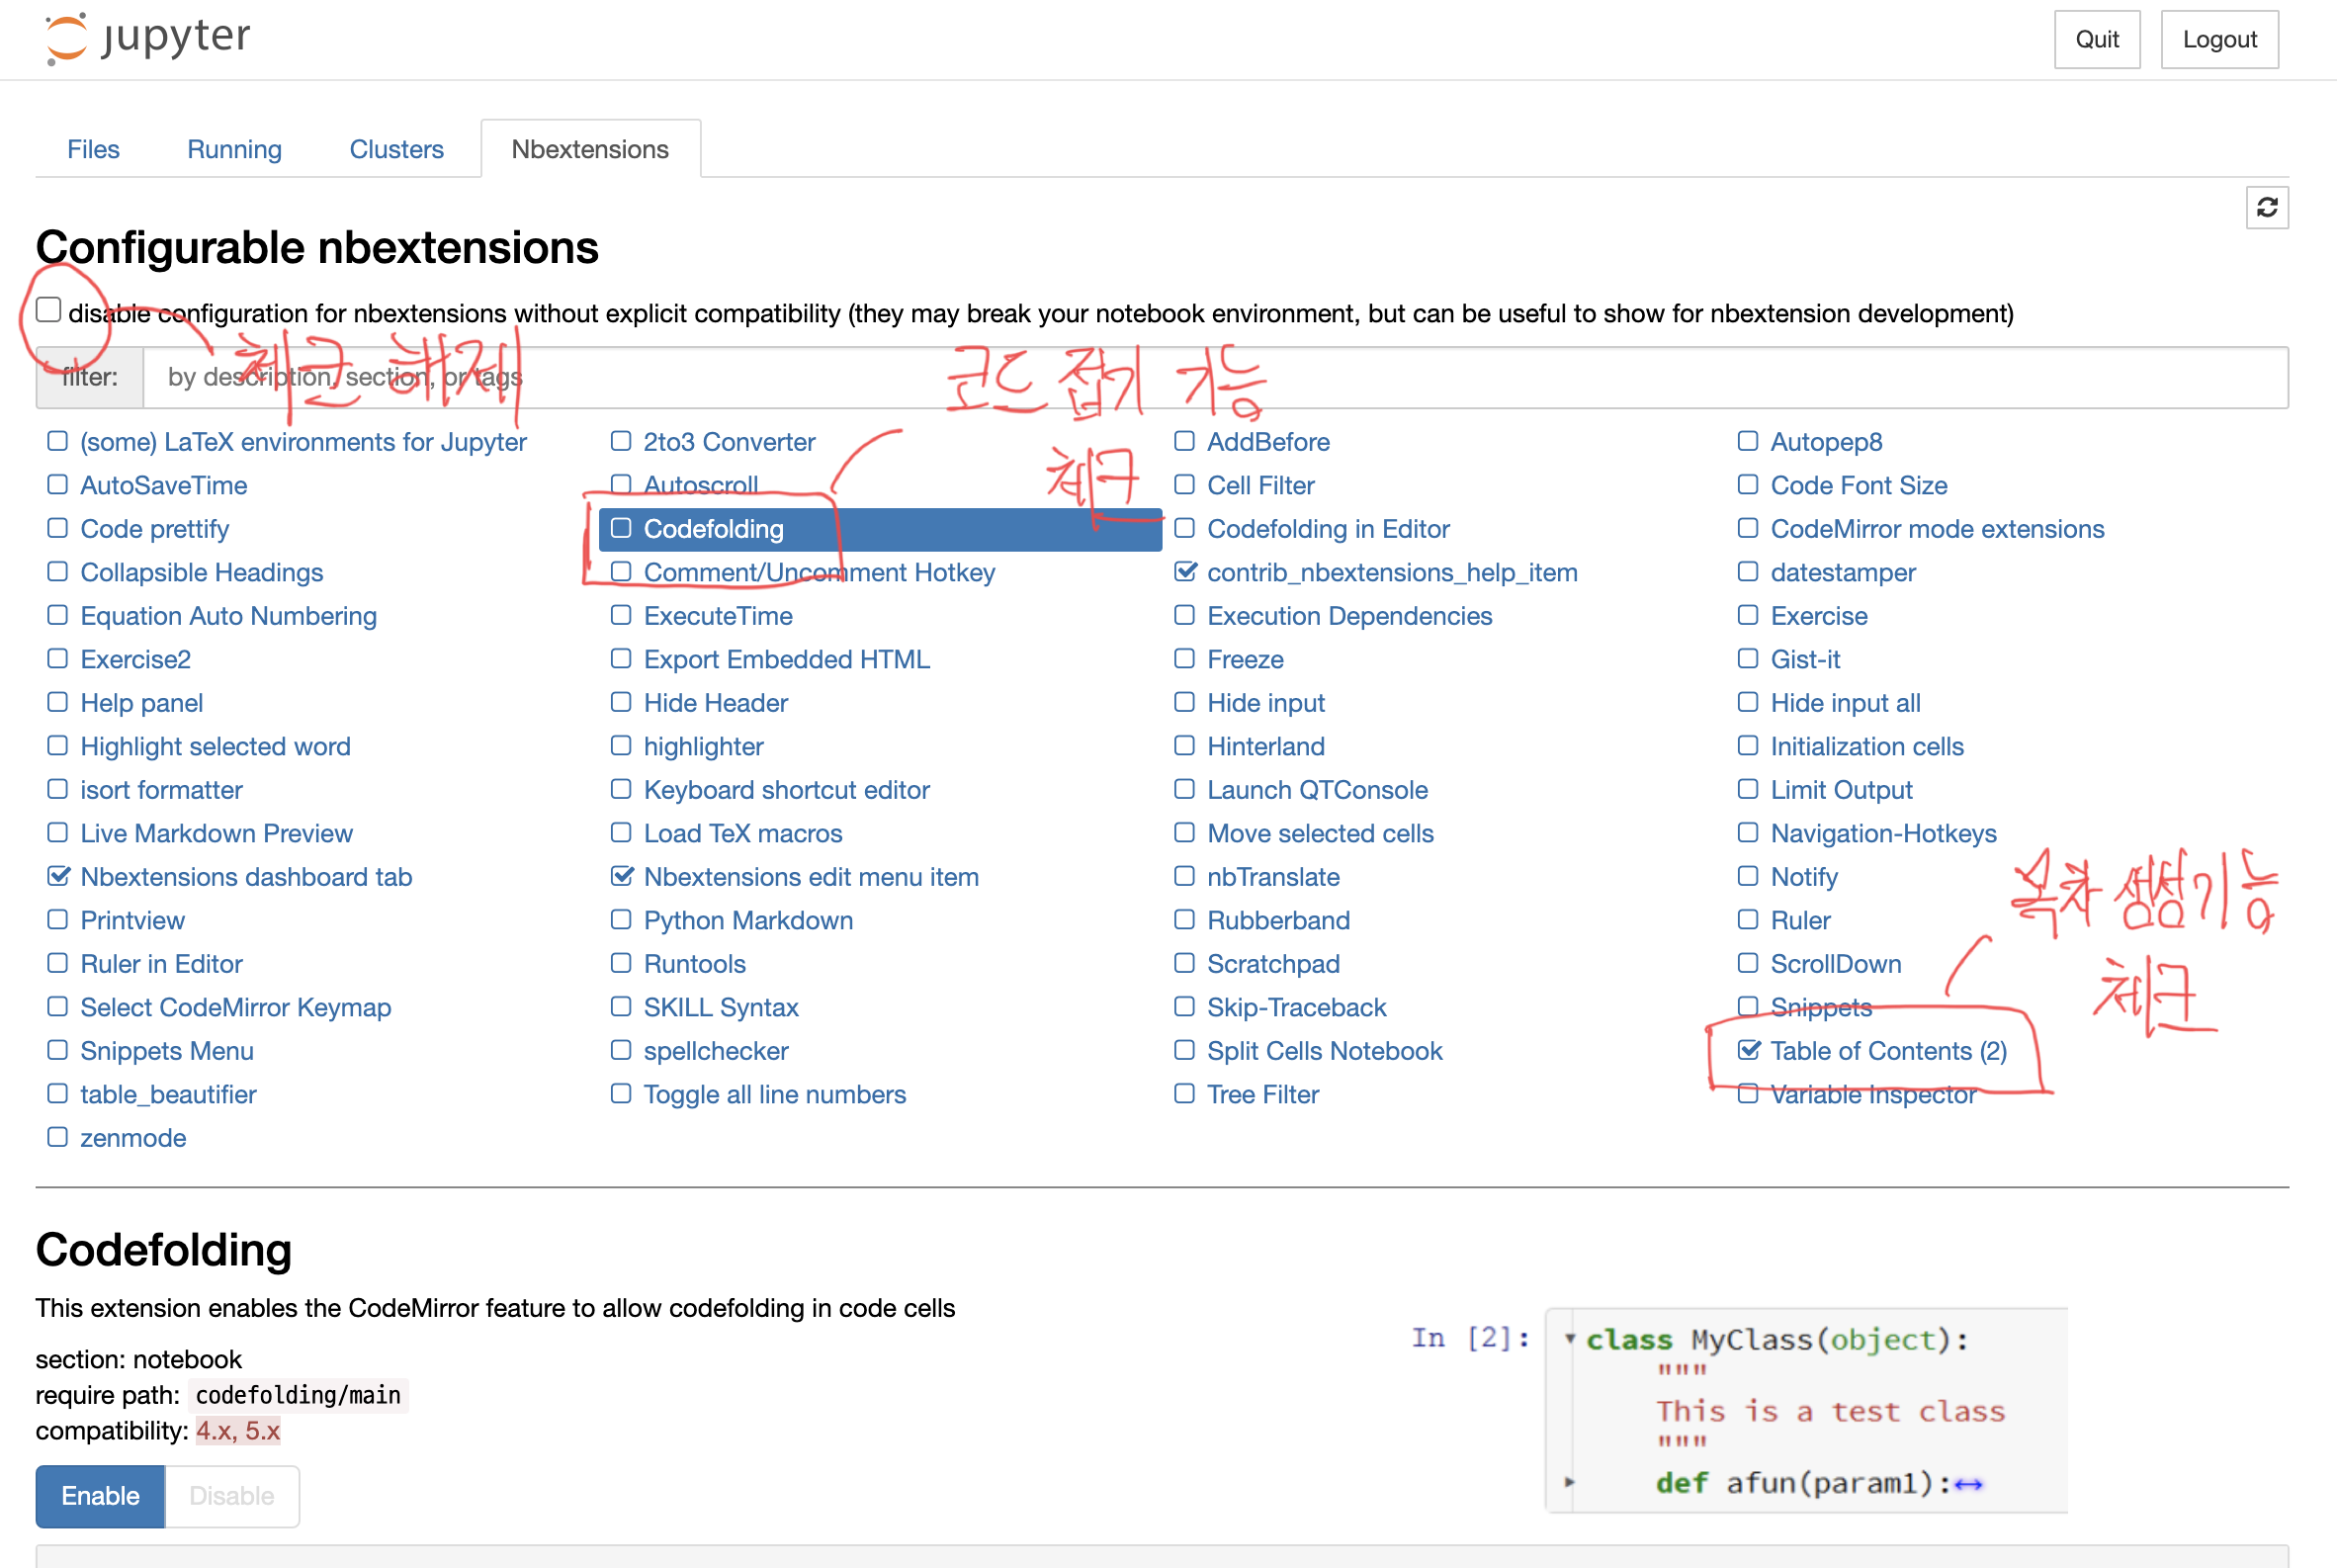 jupyter
Quit Logout
Files Running Clusters Nbextensions
Configurable nbextensions
disable configuration for nbextensions without explicit compatibility (they may break your notebook environment, but can be useful to show for nbextension development)
체크 해제
filter: by description, section, or tags
코드 접기 기능
체크
(some) LaTeX environments for Jupyter 2to3 Converter AddBefore Autopep8
AutoSaveTime Autoscroll Cell Filter Code Font Size
Code prettify Codefolding Codefolding in Editor CodeMirror mode extensions
Collapsible Headings Comment/Uncomment Hotkey contrib_nbextensions_help_item datestamper
Equation Auto Numbering ExecuteTime Execution Dependencies Exercise
Exercise2 Export Embedded HTML Freeze Gist-it
Help panel Hide Header Hide input Hide input all
Highlight selected word highlighter Hinterland Initialization cells
isort formatter Keyboard shortcut editor Launch QTConsole Limit Output
Live Markdown Preview Load TeX macros Move selected cells Navigation-Hotkeys
Nbextensions dashboard tab Nbextensions edit menu item nbTranslate Notify
목차 생성기능
체크
Printview Python Markdown Rubberband Ruler
Ruler in Editor Runtools Scratchpad ScrollDown
Select CodeMirror Keymap SKILL Syntax Skip-Traceback Snippets
Snippets Menu spellchecker Split Cells Notebook Table of Contents (2)
table_beautifier Toggle all line numbers Tree Filter Variable Inspector
zenmode
Codefolding
This extension enables the CodeMirror feature to allow codefolding in code cells
section: notebook
require path: codefolding/main
compatibility: 4.x, 5.x
Enable Disable
In [2]: class MyClass(object):
"""
This is a test class
"""
def afun(param1):↔